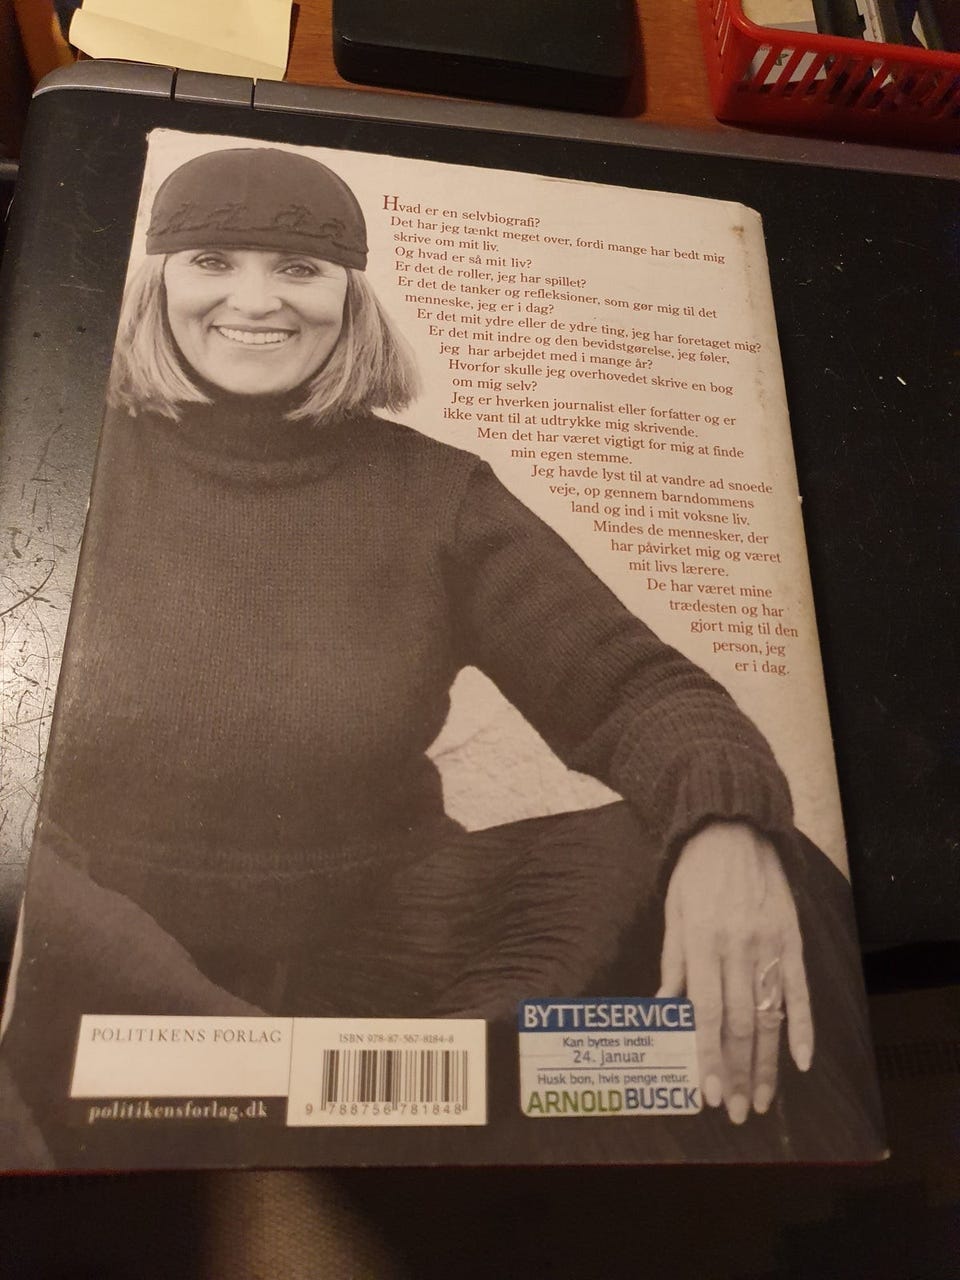 Hvad er en selvbiografi?
Det har jeg tænkt meget over, fordi mange har bedt mig
skrive om mit liv.
Og hvad er så mit liv?
Er det de roller, jeg har spillet?
Er det de tanker og refleksioner, som gør mig til det
menneske, jeg er i dag?
Er det mit ydre eller de ydre ting, jeg har foretaget mig?
Er det mit indre og den bevidstgørelse, jeg føler,
jeg har arbejdet med i mange år?
Hvorfor skulle jeg overhovedet skrive en bog
om mig selv?
Jeg er hverken journalist eller forfatter og er
ikke vant til at udtrykke mig skrivende.
Men det har været vigtigt for mig at finde
min egen stemme.
Jeg havde lyst til at vandre ad snoede
veje, op gennem barndommens
land og ind i mit voksne liv.
Mindes de mennesker, der
har påvirket mig og været
mit livs lærere.
De har været mine
trædesten og har
gjort mig til den
person, jeg
er i dag.
POLITIKENS FORLAG
politikensforlag.dk
ISBN 978-87-567-8184-8
9 788756 781848
BYTTESERVICE
Kan byttes indtil:
24. januar
Husk bon, hvis penge retur.
ARNOLD BUSCK